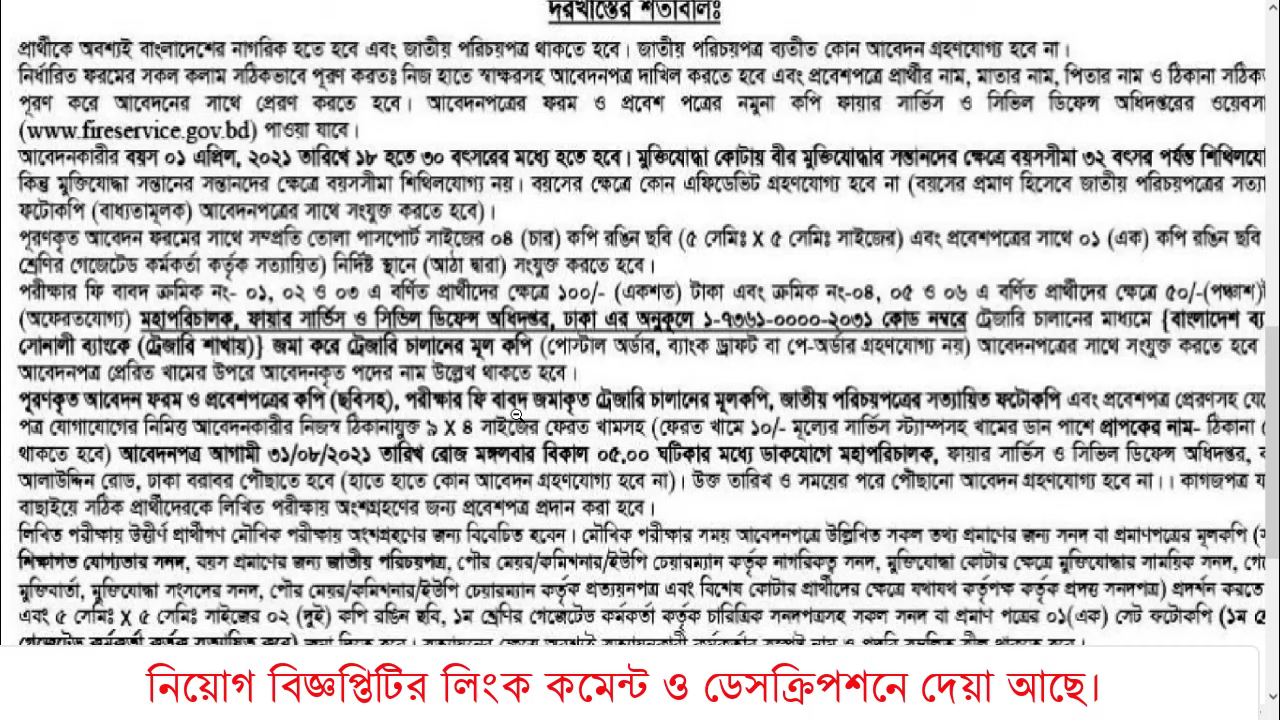 দরখাস্তের শর্তাবলিঃ
প্রার্থীকে অবশ্যই বাংলাদেশের নাগরিক হতে হবে এবং জাতীয় পরিচয়পত্র থাকতে হবে। জাতীয় পরিচয়পত্র ব্যতীত কোন আবেদন গ্রহণযোগ্য হবে না।
নির্ধারিত ফরমের সকল কলাম সঠিকভাবে পূরণ করতঃ নিজ হাতে স্বাক্ষরসহ আবেদনপত্র দাখিল করতে হবে এবং প্রবেশপত্রে প্রার্থীর নাম, মাতার নাম, পিতার নাম ও ঠিকানা সঠিক
পূরণ করে আবেদনের সাথে প্রেরণ করতে হবে। আবেদনপত্রের ফরম ও প্রবেশ পত্রের নমুনা কপি ফায়ার সার্ভিস ও সিভিল ডিফেন্স অধিদপ্তরের ওয়েবসা
(www.fireservice.gov.bd) পাওয়া যাবে।
আবেদনকারীর বয়স ০১ এপ্রিল, ২০২১ তারিখে ১৮ হতে ৩০ বৎসরের মধ্যে হতে হবে। মুক্তিযোদ্ধা কোটায় বীর মুক্তিযোদ্ধার সন্তানদের ক্ষেত্রে বয়সসীমা ৩২ বৎসর পর্যন্ত শিথিলযো
কিন্তু মুক্তিযোদ্ধা সন্তানের সন্তানদের ক্ষেত্রে বয়সসীমা শিথিলযোগ্য নয়। বয়সের ক্ষেত্রে কোন এফিডেভিট গ্রহণযোগ্য হবে না (বয়সের প্রমাণ হিসেবে জাতীয় পরিচয়পত্রের সত্যা
ফটোকপি (বাধ্যতামূলক) আবেদনপত্রের সাথে সংযুক্ত করতে হবে)।
পূরণকৃত আবেদন ফরমের সাথে সম্প্রতি তোলা পাসপোর্ট সাইজের ০৪ (চার) কপি রঙিন ছবি (৫ সেমিঃ X ৫ সেমিঃ সাইজের) এবং প্রবেশপত্রের সাথে ০১ (এক) কপি রঙিন ছবি
শ্রেণির গেজেটেড কর্মকর্তা কর্তৃক সত্যায়িত) নির্দিষ্ট স্থানে (আঠা দ্বারা) সংযুক্ত করতে হবে।
পরীক্ষার ফি বাবদ ক্রমিক নং- ০১, ০২ ও ০৩ এ বর্ণিত প্রার্থীদের ক্ষেত্রে ১০০/- (একশত) টাকা এবং ক্রমিক নং-০৪, ০৫ ও ০৬ এ বর্ণিত প্রার্থীদের ক্ষেত্রে ৫০/-(পঞ্চাশ)
(অফেরতযোগ্য) মহাপরিচালক, ফায়ার সার্ভিস ও সিভিল ডিফেন্স অধিদপ্তর, ঢাকা এর অনুকূলে ১-৭৩৬১-০০০০-২০৩১ কোড নম্বরে ট্রেজারি চালানের মাধ্যমে {বাংলাদেশ ব্য
সোনালী ব্যাংকে (ট্রেজারি শাখায়)} জমা করে ট্রেজারি চালানের মূল কপি (পোস্টাল অর্ডার, ব্যাংক ড্রাফট বা পে-অর্ডার গ্রহণযোগ্য নয়) আবেদনপত্রের সাথে সংযুক্ত করতে হবে
আবেদনপত্র প্রেরিত খামের উপরে আবেদনকৃত পদের নাম উল্লেখ থাকতে হবে।
পূরণকৃত আবেদন ফরম ও প্রবেশপত্রের কপি (ছবিসহ), পরীক্ষার ফি বাবদ জমাকৃত ট্রেজারি চালানের মূলকপি, জাতীয় পরিচয়পত্রের সত্যায়িত ফটোকপি এবং প্রবেশপত্র প্রেরণসহ যে
পত্র যোগাযোগের নিমিত্ত আবেদনকারীর নিজস্ব ঠিকানাযুক্ত ৯ X ৪ সাইজের ফেরত খামসহ (ফেরত খামে ১০/- মূল্যের সার্ভিস স্ট্যাম্পসহ খামের ডান পাশে প্রাপকের নাম- ঠিকানা
থাকতে হবে) আবেদনপত্র আগামী ৩১/০৮/২০২১ তারিখ রোজ মঙ্গলবার বিকাল ০৫.০০ ঘটিকার মধ্যে ডাকযোগে মহাপরিচালক, ফায়ার সার্ভিস ও সিভিল ডিফেন্স অধিদপ্তর,
আলাউদ্দিন রোড, ঢাকা বরাবর পৌছাতে হবে (হাতে হাতে কোন আবেদন গ্রহণযোগ্য হবে না)। উক্ত তারিখ ও সময়ের পরে পৌছানো আবেদন গ্রহণযোগ্য হবে না।। কাগজপত্র য
বাছাইয়ে সঠিক প্রার্থীদেরকে লিখিত পরীক্ষায় অংশগ্রহণের জন্য প্রবেশপত্র প্রদান করা হবে।
লিখিত পরীক্ষায় উত্তীর্ণ প্রার্থীগণ মৌখিক পরীক্ষায় অংশগ্রহণের জন্য বিবেচিত হবেন। মৌখিক পরীক্ষার সময় আবেদনপত্রে উল্লিখিত সকল তথ্য প্রমাণের জন্য সনদ বা প্রমাণপত্রের মূলকপি
শিক্ষাগত যোগ্যতার সনদ, বয়স প্রমাণের জন্য জাতীয় পরিচয়পত্র, পৌর মেয়র/কমিশনার/ইউপি চেয়ারম্যান কর্তৃক নাগরিকত্ব সনদ, মুক্তিযোদ্ধা কোটার ক্ষেত্রে মুক্তিযোদ্ধার সাময়িক সনদ, গে
মুক্তিবার্তা, মুক্তিযোদ্ধা সংসদের সনদ, পৌর মেয়র/কমিশনার/ইউপি চেয়ারম্যান কর্তৃক প্রত্যয়নপত্র এবং বিশেষ কোটার প্রার্থীদের ক্ষেত্রে যথাযথ কর্তৃপক্ষ কর্তৃক প্রদত্ত সনদপত্র) প্রদর্শন করতে
এবং ৫ সেমিঃ X ৫ সেমিঃ সাইজের ০২ (দুই) কপি রঙিন ছবি, ১ম শ্রেণির গেজেটেড কর্মকর্তা কর্তৃক চারিত্রিক সনদপত্রসহ সকল সনদ বা প্রমাণ পত্রের ০১(এক) সেট ফটোকপি (১ম
নিয়োগ বিজ্ঞপ্তিটির লিংক কমেন্ট ও ডেসক্রিপশনে দেয়া আছে।